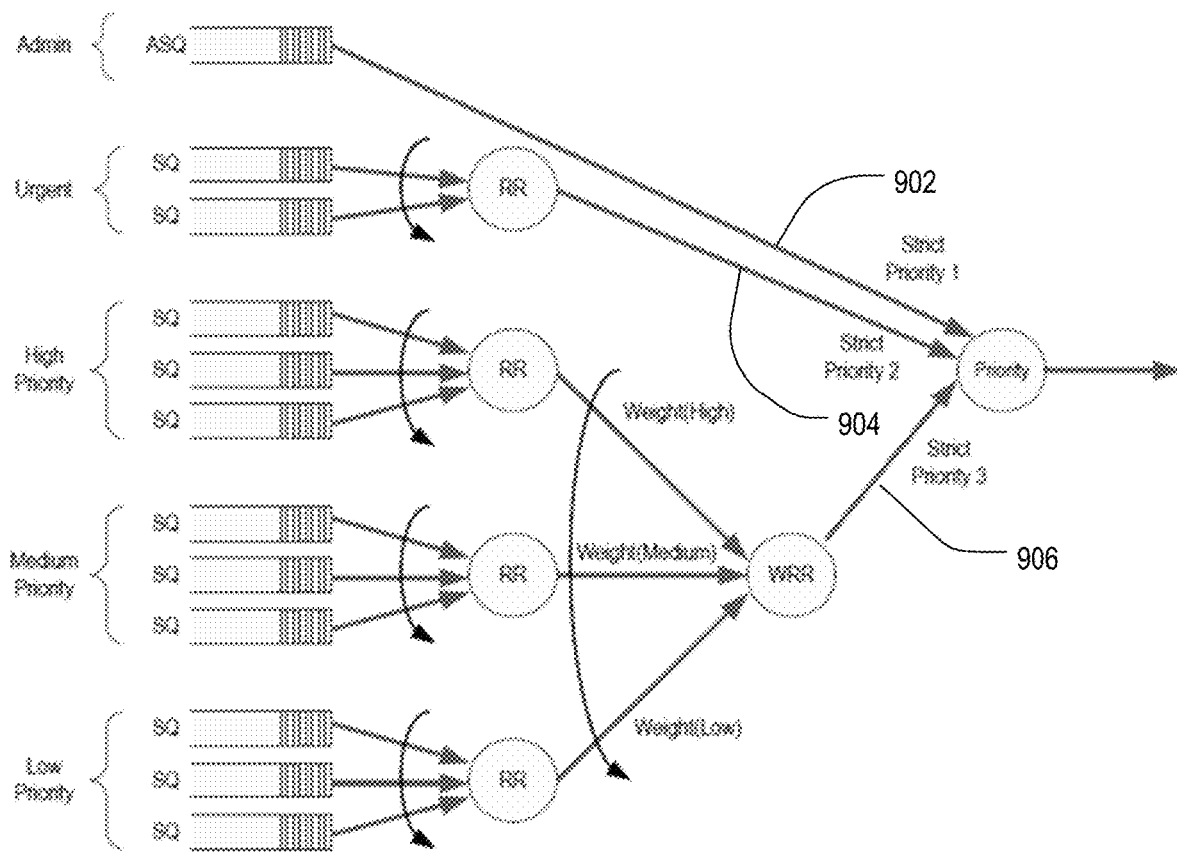 Admin
ASQ
Urgent
SQ
SQ
RR
902
Strict
Priority 1
High
Priority
SQ
SQ
SQ
RR
Strict
Priority 2
Priority
904
Weight(High)
Strict
Priority 3
906
Medium
Priority
SQ
SQ
SQ
RR
Weight(Medium)
WRR
Low
Priority
SQ
SQ
SQ
RR
Weight(Low)